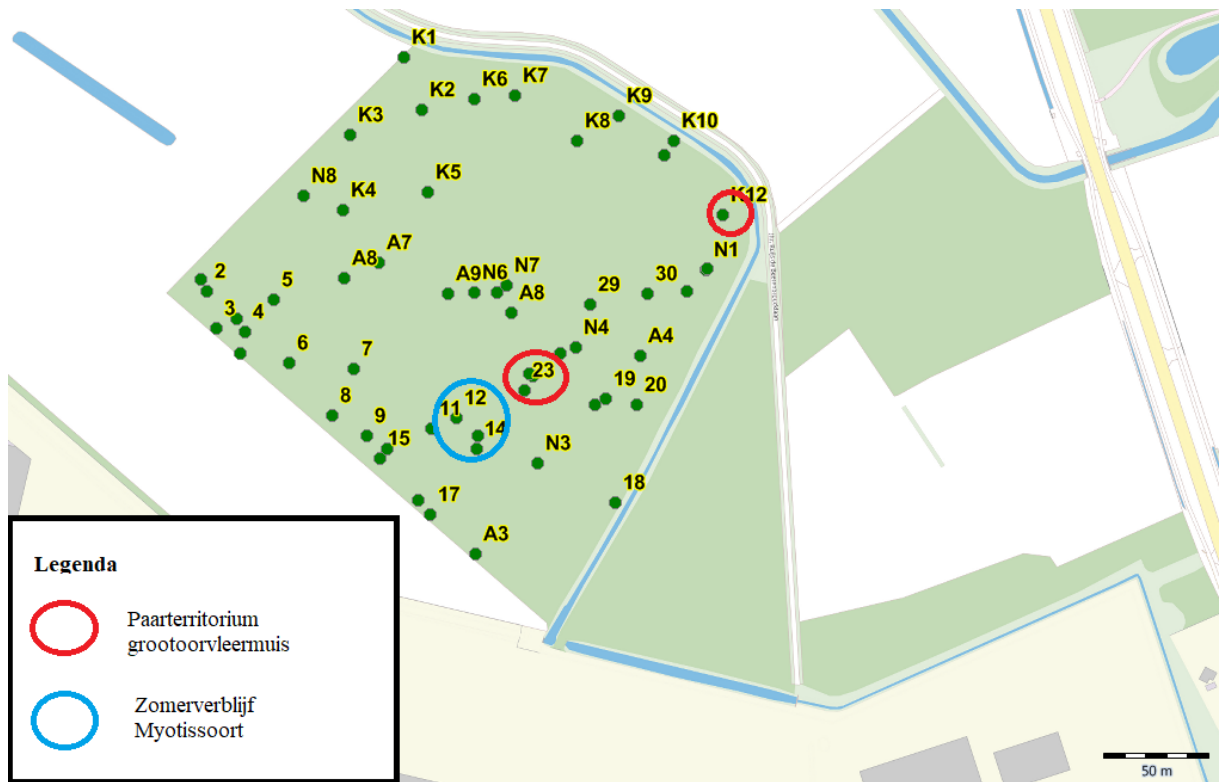 K1
K6
K7
K2
K9
K3
K8
K10
N8
K4
K5
K12
A7
N1
2
A8
5
A9
N6
N7
29
30
A8
3
4
N4
A4
6
7
23
19
20
8
11
12
9
14
15
N3
17
18
A3
Legenda
Paarterritorium
grootoorvleermuis
Zomerverblijf
Myotissoort
50 m